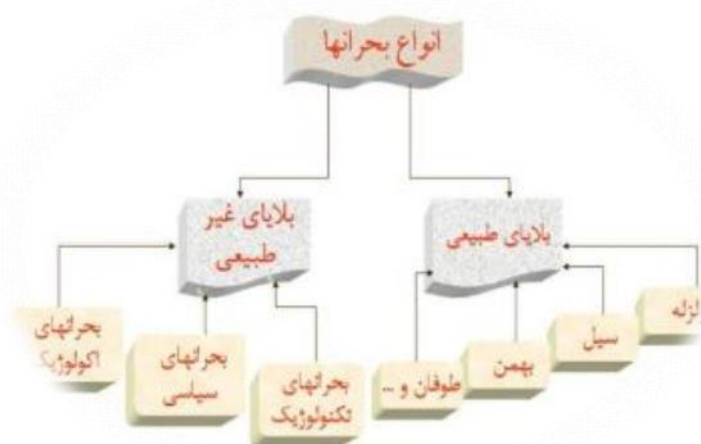 انواع بحرانها
بلایای طبیعی
بلایای غیر
طبیعی
سیل
بهمن
طوفان و ...
بحرانهای
تکنولوژیک
بحرانهای
سیاسی
بحرانهای